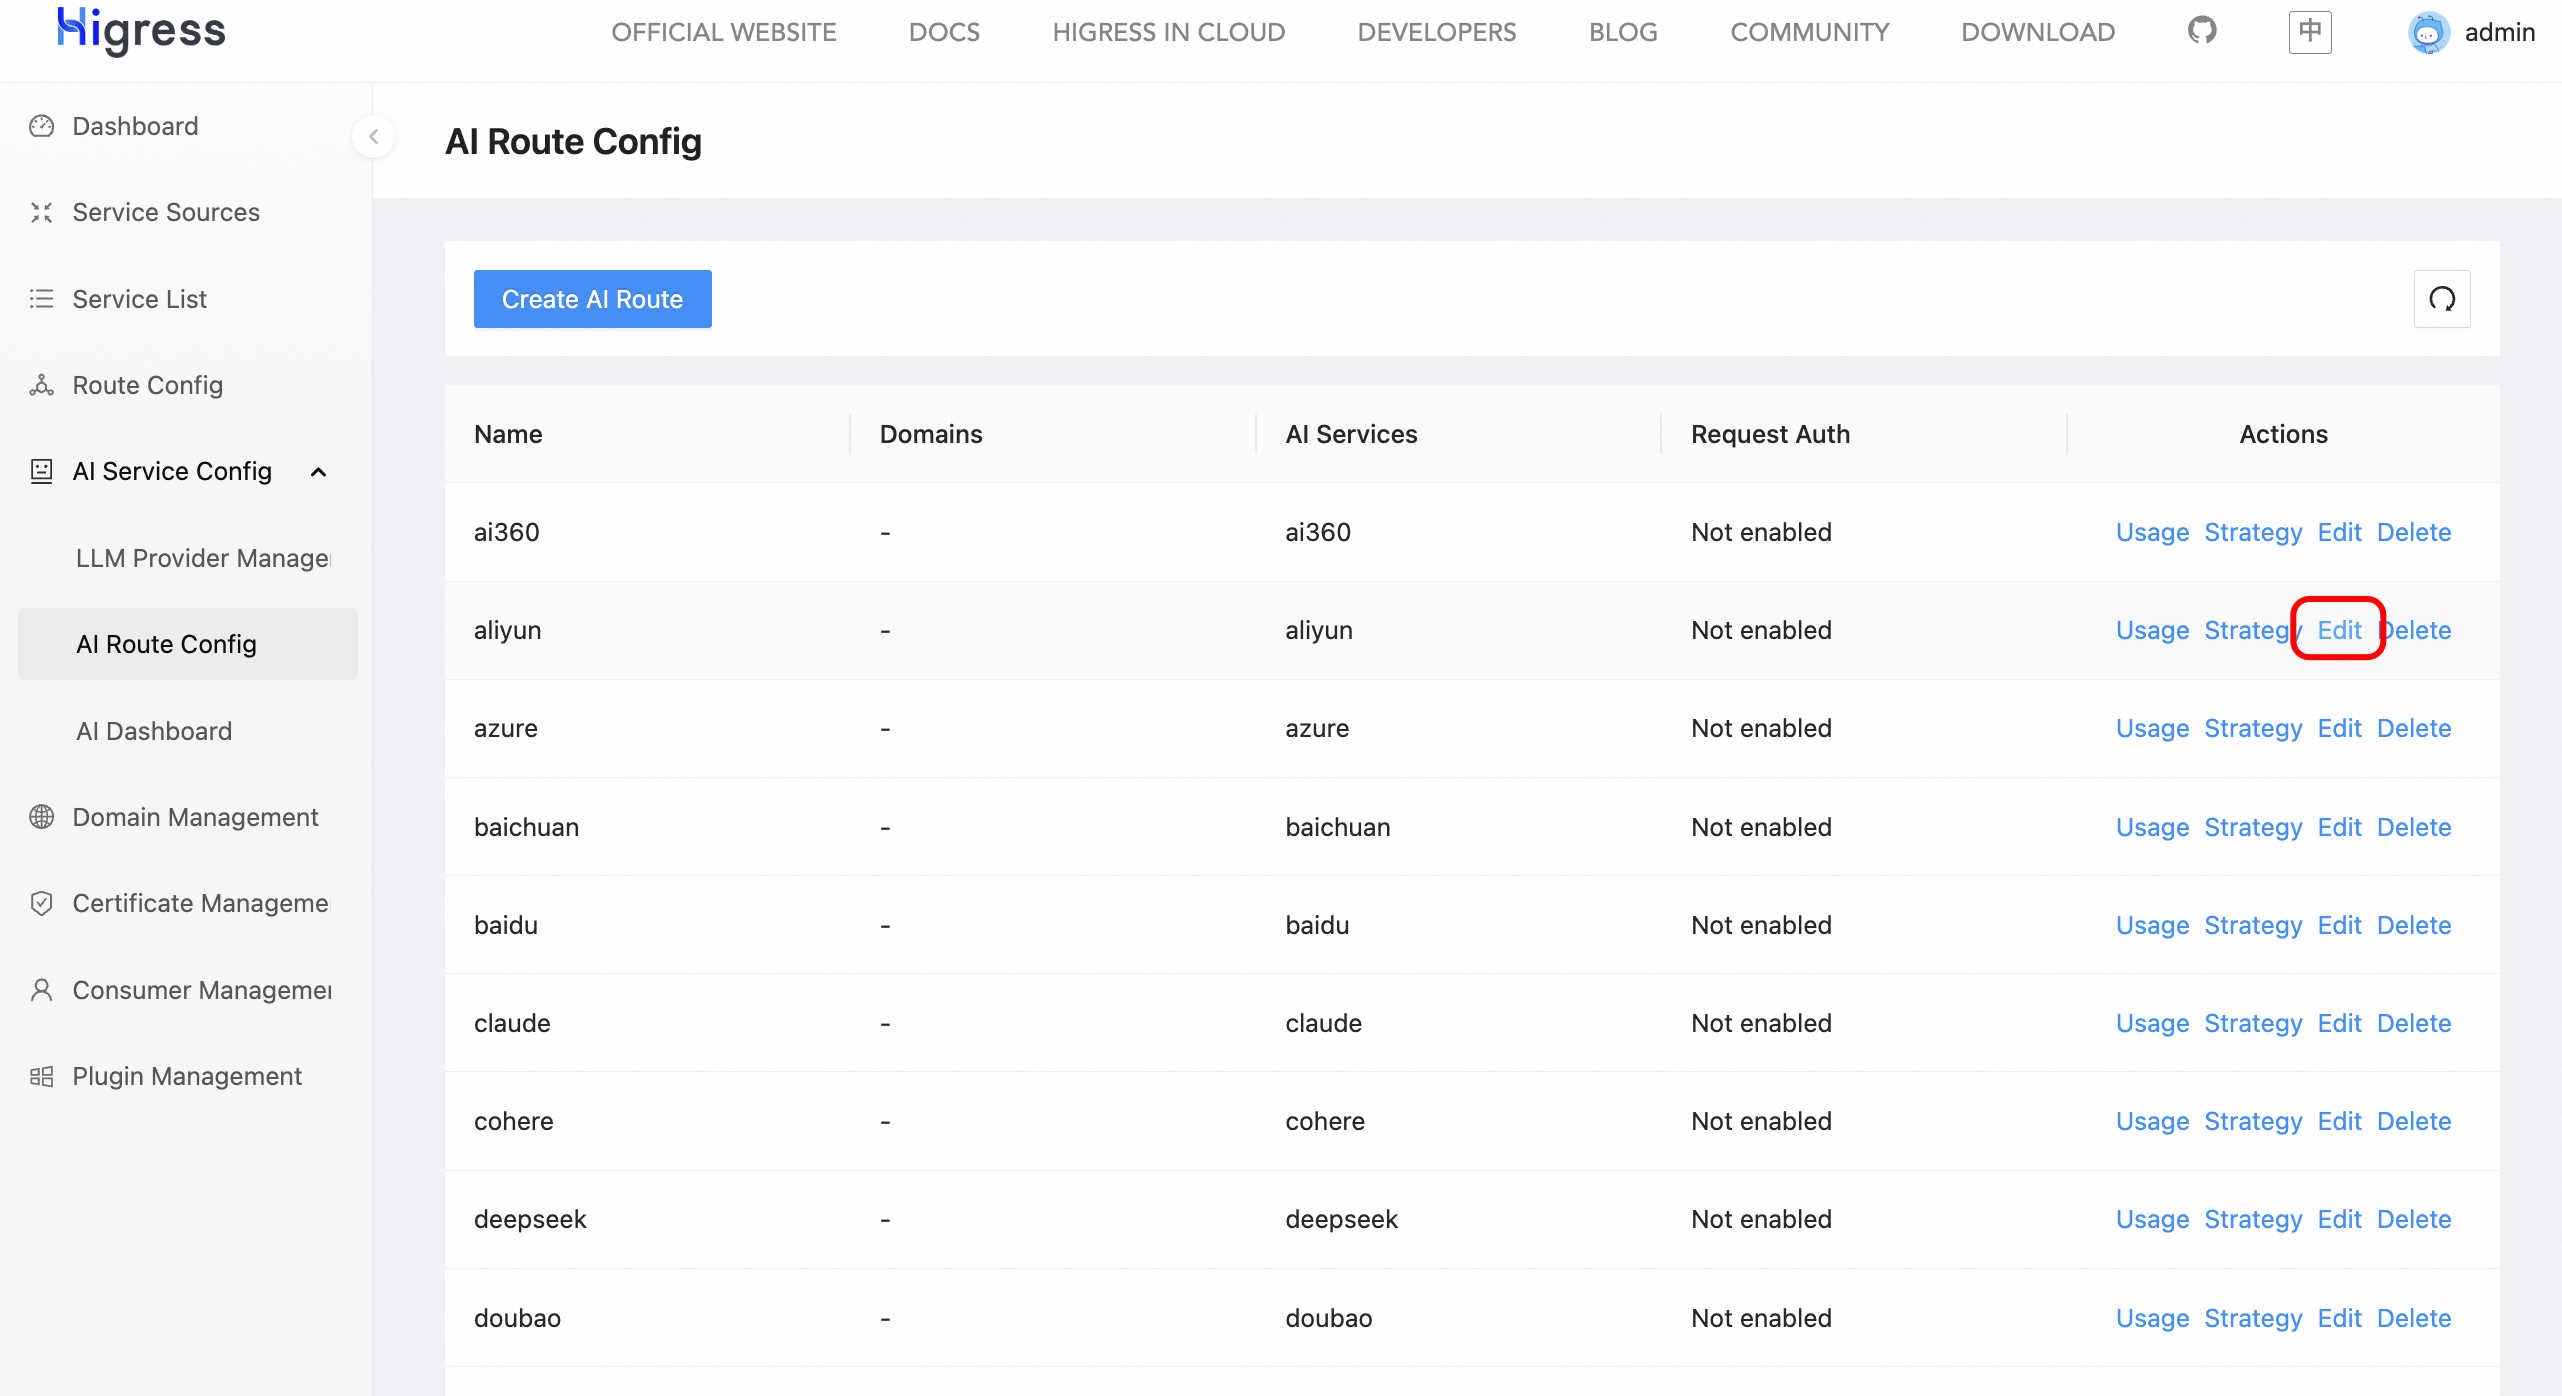 Higress
OFFICIAL WEBSITE DOCS HIGRESS IN CLOUD DEVELOPERS BLOG COMMUNITY DOWNLOAD 中 admin
Dashboard
Service Sources
Service List
Route Config
AI Service Config
LLM Provider Manager
AI Route Config
AI Dashboard
Domain Management
Certificate Manageme
Consumer Managemen
Plugin Management
AI Route Config
Create AI Route
Name Domains AI Services Request Auth Actions
ai360 - ai360 Not enabled Usage Strategy Edit Delete
aliyun - aliyun Not enabled Usage Strategy Edit Delete
azure - azure Not enabled Usage Strategy Edit Delete
baichuan - baichuan Not enabled Usage Strategy Edit Delete
baidu - baidu Not enabled Usage Strategy Edit Delete
claude - claude Not enabled Usage Strategy Edit Delete
cohere - cohere Not enabled Usage Strategy Edit Delete
deepseek - deepseek Not enabled Usage Strategy Edit Delete
doubao - doubao Not enabled Usage Strategy Edit Delete